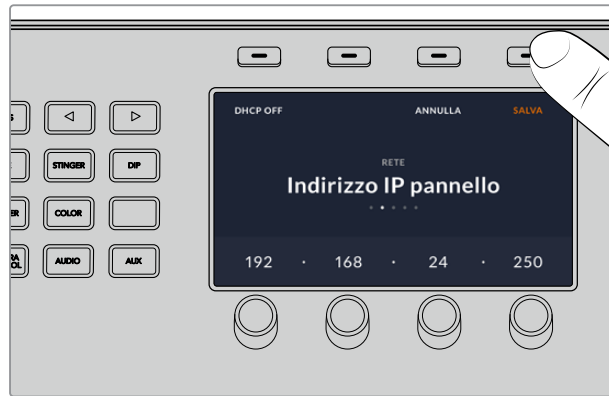 DHCP OFF ANNULLA SALVA
RETE
Indirizzo IP pannello
192 . 168 . 24 . 250
STINGER DIP
COLOR
AUDIO AUX